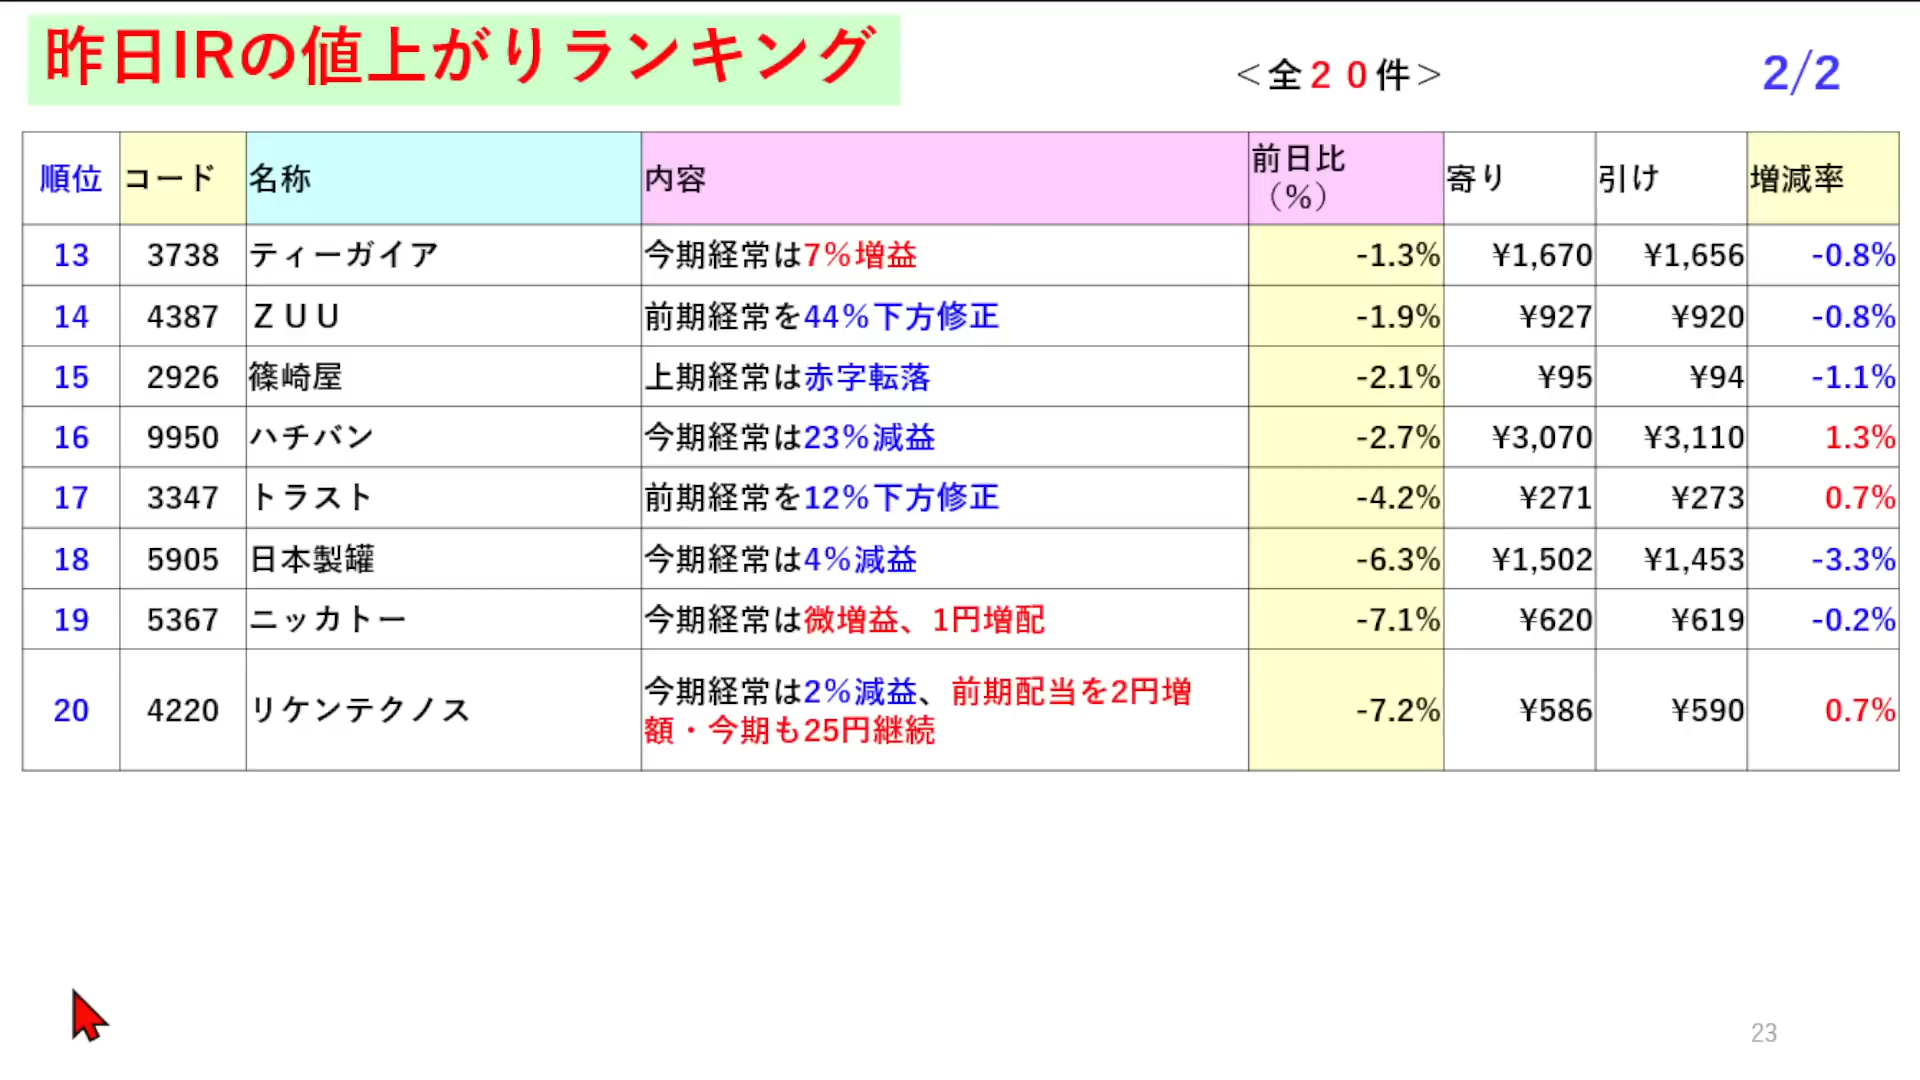 昨日IRの値上がりランキング
＜全２０件＞
2/2
順位 コード 名称 内容 前日比（%） 寄り 引け 増減率
13 3738 ティーガイア 今期経常は7％増益 -1.3% ¥1,670 ¥1,656 -0.8%
14 4387 ＺＵＵ 前期経常を44％下方修正 -1.9% ¥927 ¥920 -0.8%
15 2926 篠崎屋 上期経常は赤字転落 -2.1% ¥95 ¥94 -1.1%
16 9950 ハチバン 今期経常は23％減益 -2.7% ¥3,070 ¥3,110 1.3%
17 3347 トラスト 前期経常を12％下方修正 -4.2% ¥271 ¥273 0.7%
18 5905 日本製罐 今期経常は4％減益 -6.3% ¥1,502 ¥1,453 -3.3%
19 5367 ニッカトー 今期経常は微増益、1円増配 -7.1% ¥620 ¥619 -0.2%
20 4220 リケンテクノス 今期経常は2％減益、前期配当を2円増
額・今期も25円継続 -7.2% ¥586 ¥590 0.7%
23